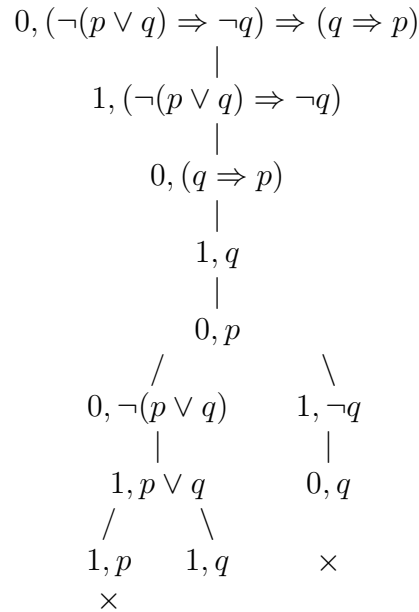 0, (¬(p ∨ q) ⇒ ¬q) ⇒ (q ⇒ p)
|
1, (¬(p ∨ q) ⇒ ¬q)
|
0, (q ⇒ p)
|
1, q
|
0, p
/ \
0, ¬(p ∨ q) 1, ¬q
| |
1, p ∨ q 0, q
/ \
1, p 1, q ×
×